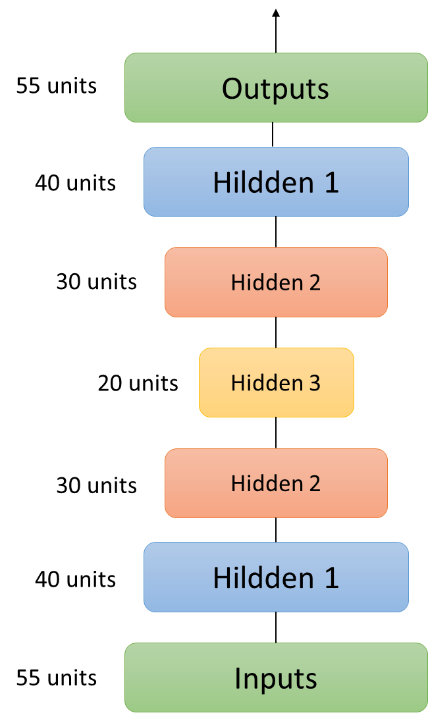 55 units Outputs
40 units Hildden 1
30 units Hidden 2
20 units Hidden 3
30 units Hidden 2
40 units Hildden 1
55 units Inputs